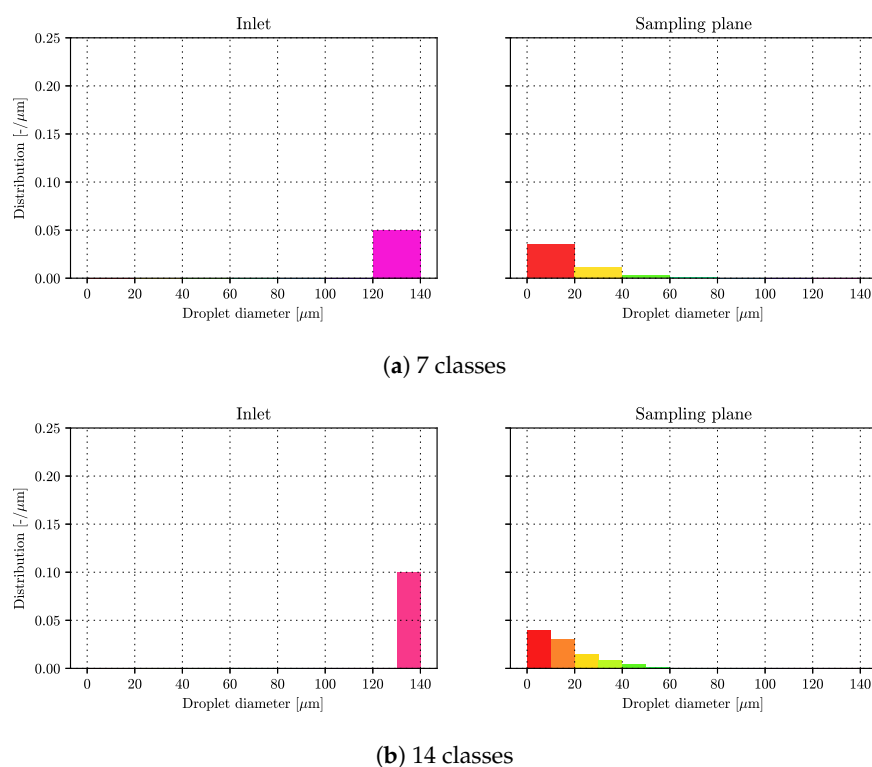 Inlet
Sampling plane
0.25
0.20
0.15
0.10
0.05
0.00
Distribution [-/μm]
0 20 40 60 80 100 120 140
Droplet diameter [μm]
0 20 40 60 80 100 120 140
Droplet diameter [μm]
(a) 7 classes
Inlet
Sampling plane
0.25
0.20
0.15
0.10
0.05
0.00
Distribution [-/μm]
0 20 40 60 80 100 120 140
Droplet diameter [μm]
0 20 40 60 80 100 120 140
Droplet diameter [μm]
(b) 14 classes